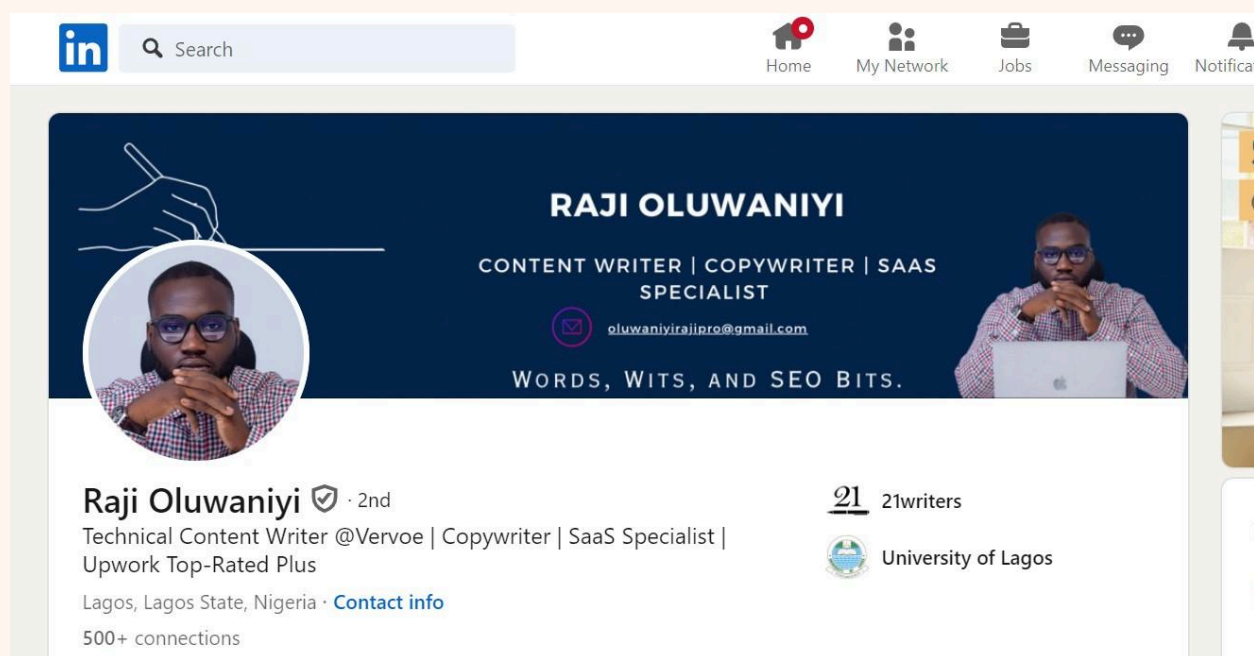 in
Search
Home
My Network
Jobs
Messaging
RAJI OLUWANIYI
CONTENT WRITER | COPYWRITER | SAAS
SPECIALIST
oluwaniyirajipro@gmail.com
WORDS, WITS, AND SEO BITS.
Raji Oluwaniyi · 2nd
Technical Content Writer @Vervoe | Copywriter | SaaS Specialist |
Upwork Top-Rated Plus
Lagos, Lagos State, Nigeria · Contact info
500+ connections
21 21writers
University of Lagos